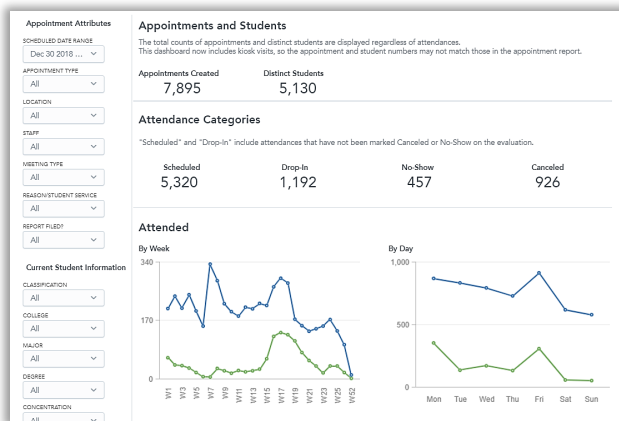 Appointment Attributes
SCHEDULED DATE RANGE
Dec 30 2018 ...
APPOINTMENT TYPE
All
LOCATION
All
STAFF
All
MEETING TYPE
All
REASON/STUDENT SERVICE
All
REPORT FILED?
All
Current Student Information
CLASSIFICATION
All
COLLEGE
All
MAJOR
All
DEGREE
All
CONCENTRATION
All
Appointments and Students
The total counts of appointments and distinct students are displayed regardless of attendances.
This dashboard now includes kiosk visits, so the appointment and student numbers may not match those in the appointment report.
Appointments Created Distinct Students
7,895 5,130
Attendance Categories
"Scheduled" and "Drop-In" include attendances that have not been marked Canceled or No-Show on the evaluation.
Scheduled Drop-In No-Show Canceled
5,320 1,192 457 926
Attended
By Week
340
170
0
W1 W3 W5 W7 W9 W11 W13 W15 W17 W19 W21 W23 W25 W52
By Day
1,000
500
0
Mon Tue Wed Thu Fri Sat Sun